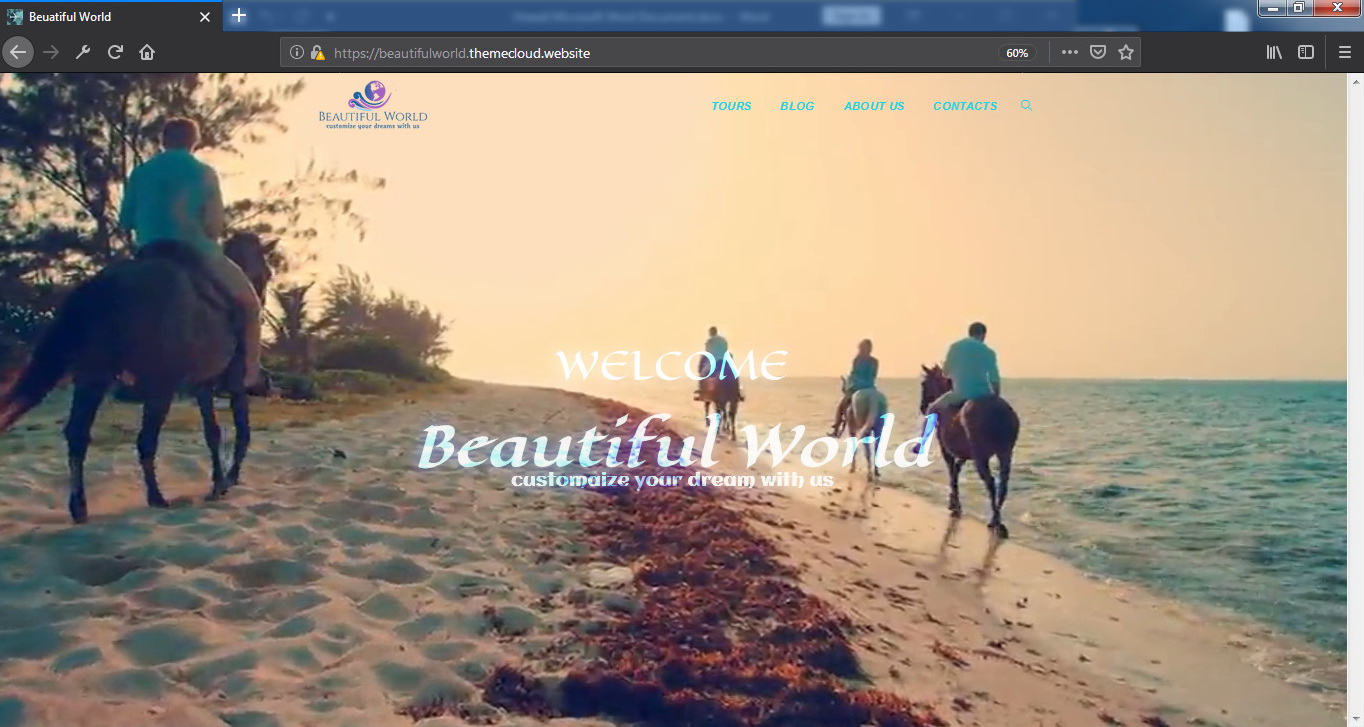 Beuatiful World
https://beautifulworld.themecloud.website
60%
BEAUTIFUL WORLD
customize your dreams with us
TOURS
BLOG
ABOUT US
CONTACTS
WELCOME
Beautiful World
customaize your dream with us